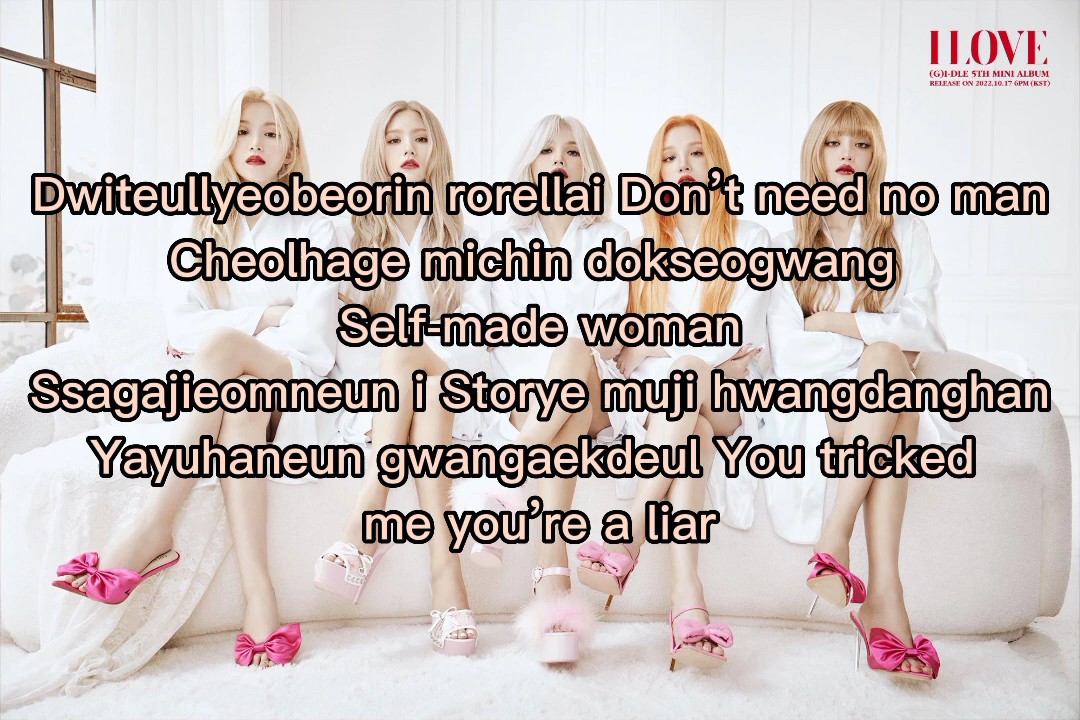 I LOVE
(G)I-DLE 5TH MINI ALBUM
RELEASE ON 2022.10.17 6PM (KST)
Dwiteullyeobeorin rorellai Don’t need no man
Cheolhage michin dokseogwang
Self-made woman
Ssagajieomneun i Storye muji hwangdanghan
Yayuhaneun gwangaekdeul You tricked
me you’re a liar